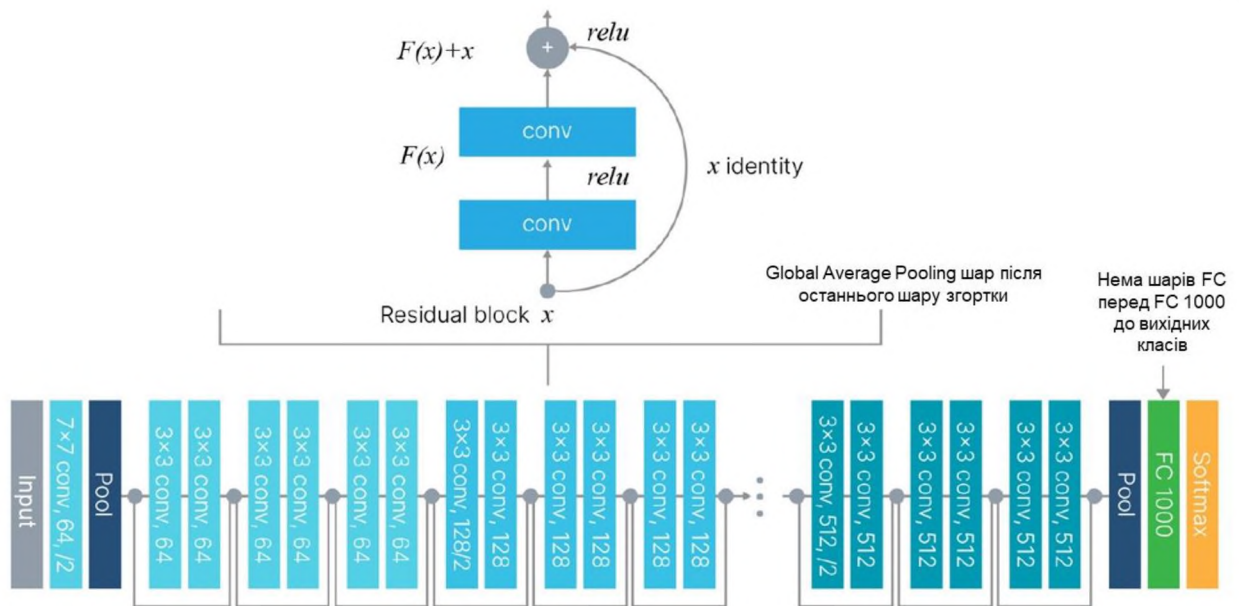 relu
F(x)+x
conv
F(x)
relu
x identity
conv
Residual block x
Global Average Pooling шар після
останнього шару згортки
Нема шарів FC
перед FC 1000
до вихідних
класів
Input
7×7 conv, 64, /2
Pool
3×3 conv, 64
3×3 conv, 64
3×3 conv, 64
3×3 conv, 64
3×3 conv, 64
3×3 conv, 64
3×3 conv, 128/2
3×3 conv, 128
3×3 conv, 128
3×3 conv, 128
3×3 conv, 128
3×3 conv, 128
3×3 conv, 512, /2
3×3 conv, 512
3×3 conv, 512
3×3 conv, 512
3×3 conv, 512
3×3 conv, 512
Pool
FC 1000
Softmax